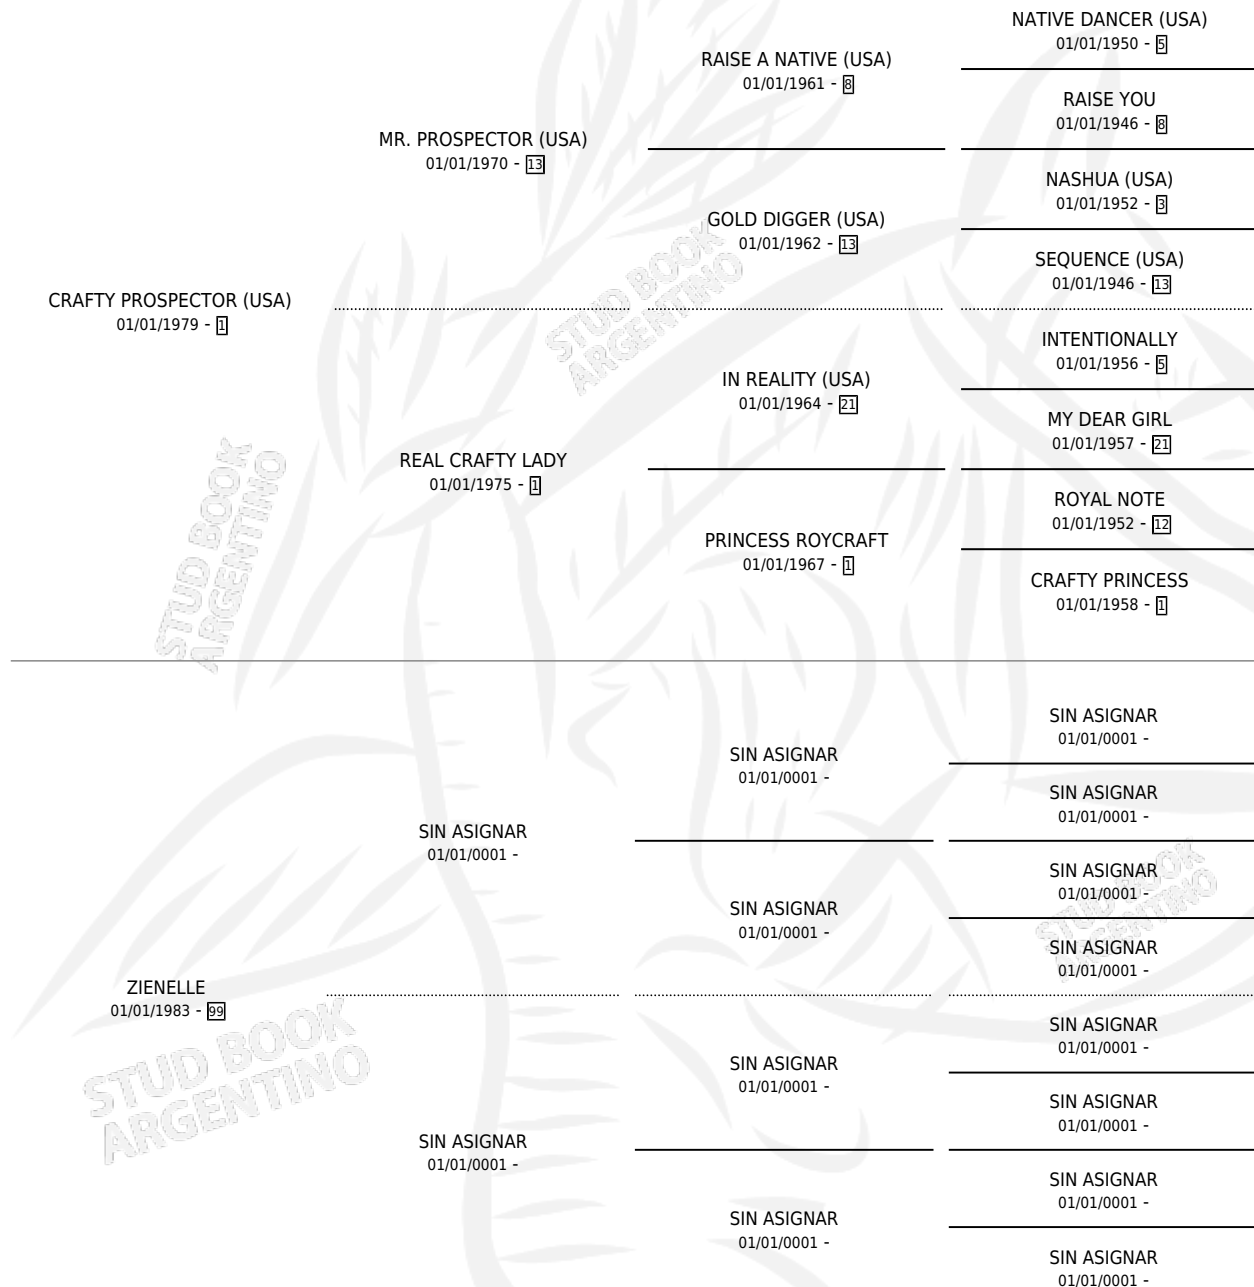 NATIVE DANCER (USA)
01/01/1950 - 5
RAISE A NATIVE (USA)
01/01/1961 - 8
RAISE YOU
01/01/1946 - 8
MR. PROSPECTOR (USA)
01/01/1970 - 13
NASHUA (USA)
01/01/1952 - 3
GOLD DIGGER (USA)
01/01/1962 - 13
SEQUENCE (USA)
01/01/1946 - 13
CRAFTY PROSPECTOR (USA)
01/01/1979 - 1
INTENTIONALLY
01/01/1956 - 5
IN REALITY (USA)
01/01/1964 - 21
MY DEAR GIRL
01/01/1957 - 21
REAL CRAFTY LADY
01/01/1975 - 1
ROYAL NOTE
01/01/1952 - 12
PRINCESS ROYCRAFT
01/01/1967 - 1
CRAFTY PRINCESS
01/01/1958 - 1
SIN ASIGNAR
01/01/0001 -
SIN ASIGNAR
01/01/0001 -
SIN ASIGNAR
01/01/0001 -
SIN ASIGNAR
01/01/0001 -
SIN ASIGNAR
01/01/0001 -
SIN ASIGNAR
01/01/0001 -
SIN ASIGNAR
01/01/0001 -
ZIENELLE
01/01/1983 - 99
SIN ASIGNAR
01/01/0001 -
SIN ASIGNAR
01/01/0001 -
SIN ASIGNAR
01/01/0001 -
SIN ASIGNAR
01/01/0001 -
SIN ASIGNAR
01/01/0001 -
SIN ASIGNAR
01/01/0001 -
SIN ASIGNAR
01/01/0001 -
STUD BOOK
ARGENTINO
STUD BOOK
ARGENTINO
STUD BOOK
ARGENTINO
STUD BOOK
ARGENTINO